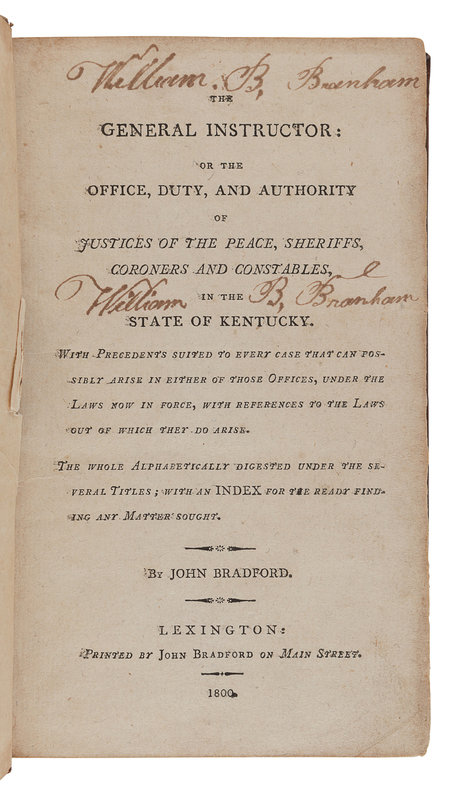 William. B, Branham
THE
GENERAL INSTRUCTOR:
OR THE
OFFICE, DUTY, AND AUTHORITY
OF
JUSTICES OF THE PEACE, SHERIFFS,
CORONERS AND CONSTABLES,
IN THE
William B, Branham
STATE OF KENTUCKY.
WITH PRECEDENTS SUITED TO EVERY CASE THAT CAN POS-
SIBLY ARISE IN EITHER OF THOSE OFFICES, UNDER THE
LAWS NOW IN FORCE, WITH REFERENCES TO THE LAWS
OUT OF WHICH THEY DO ARISE.
THE WHOLE ALPHABETICALLY DIGESTED UNDER THE SE-
VERAL TITLES; WITH AN INDEX FOR THE READY FIND-
ING ANY MATTER SOUGHT.
BY JOHN BRADFORD.
LEXINGTON:
PRINTED BY JOHN BRADFORD ON MAIN STREET.
1800.